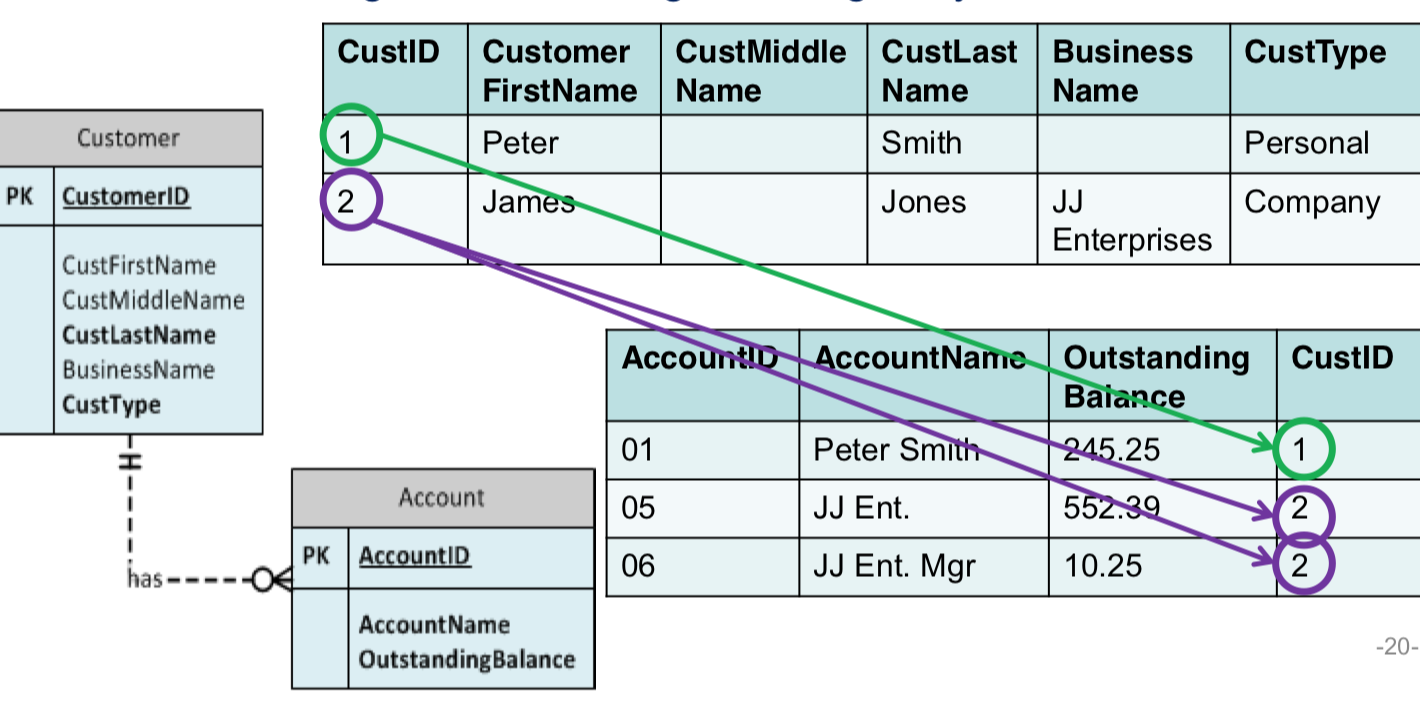 CustID Customer FirstName CustMiddle Name CustLast Name Business Name CustType
1 Peter Smith Personal
2 James Jones JJ Enterprises Company
Customer
PK CustomerID
CustFirstName
CustMiddleName
CustLastName
BusinessName
CustType
has
Account
PK AccountID
AccountName
OutstandingBalance
AccountID AccountName Outstanding Balance CustID
01 Peter Smith 245.25 1
05 JJ Ent. 552.39 2
06 JJ Ent. Mgr 10.25 2
-20-